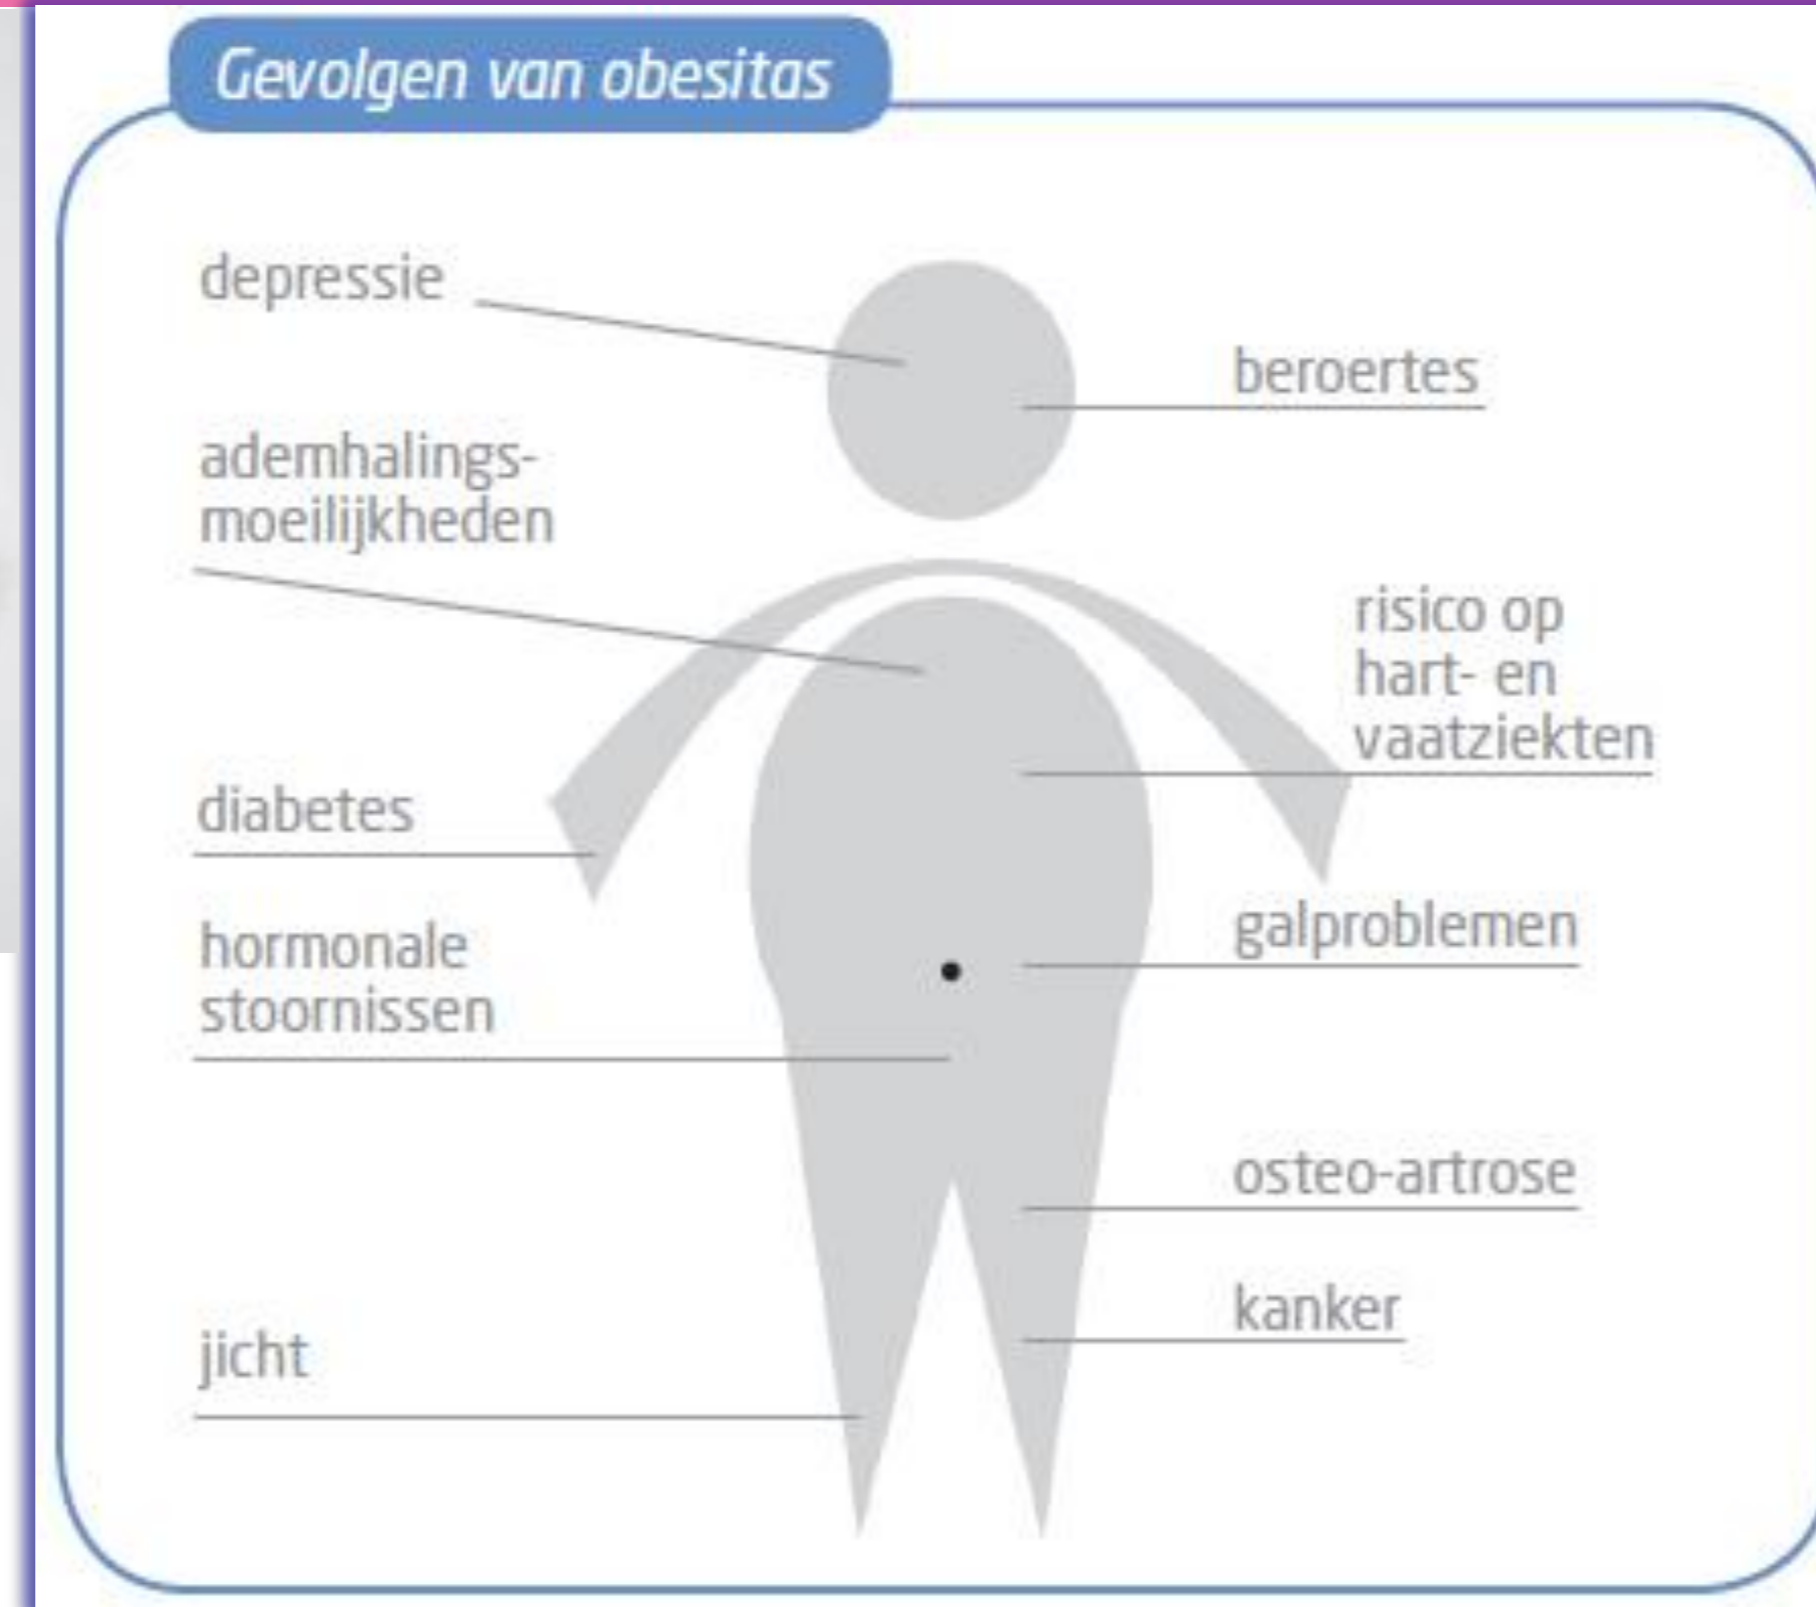 Gevolgen van obesitas
depressie
beroertes
ademhalings-
moeilijkheden
risico op
hart- en
vaatziekten
diabetes
galproblemen
hormonale
stoornissen
osteo-artrose
kanker
jicht